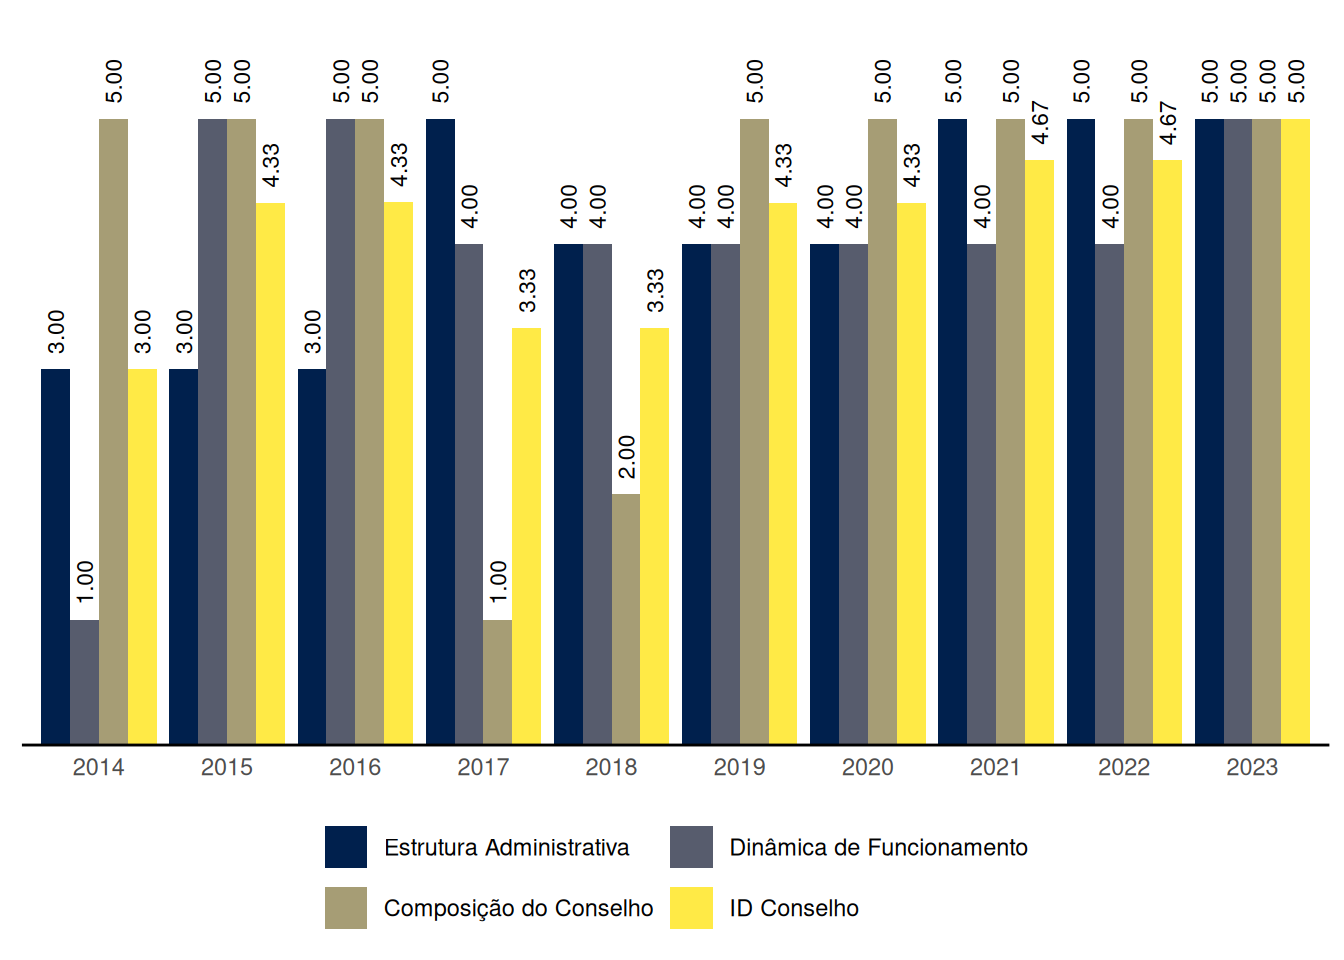 3.00 1.00 5.00 3.00
3.00 5.00 5.00 4.33
3.00 5.00 5.00 4.33
5.00 4.00 1.00 3.33
4.00 4.00 2.00 3.33
4.00 4.00 5.00 4.33
4.00 4.00 5.00 4.33
5.00 4.00 5.00 4.67
5.00 4.00 5.00 4.67
5.00 5.00 5.00 5.00
2014 2015 2016 2017 2018 2019 2020 2021 2022 2023
Estrutura Administrativa Dinâmica de Funcionamento
Composição do Conselho ID Conselho